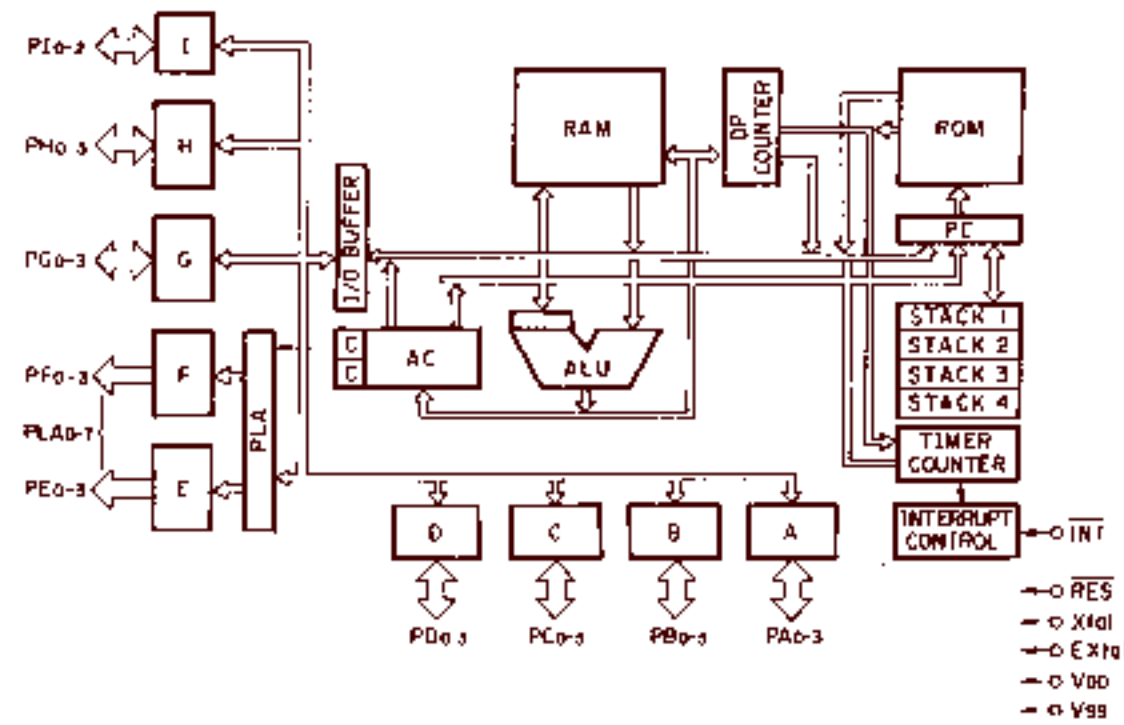 PI0-3
I
PH0-3
H
PG0-3
G
PF0-3
F
PLA0-7
PE0-3
E
PLA
I/O BUFFER
RAM
DP COUNTER
ROM
PC
C
C
AC
ALU
STACK 1
STACK 2
STACK 3
STACK 4
TIMER
COUNTER
INTERRUPT
CONTROL
INT
D
C
B
A
PD0-3
PC0-3
PB0-3
PA0-3
RES
Xtal
EXtal
VDD
VSS